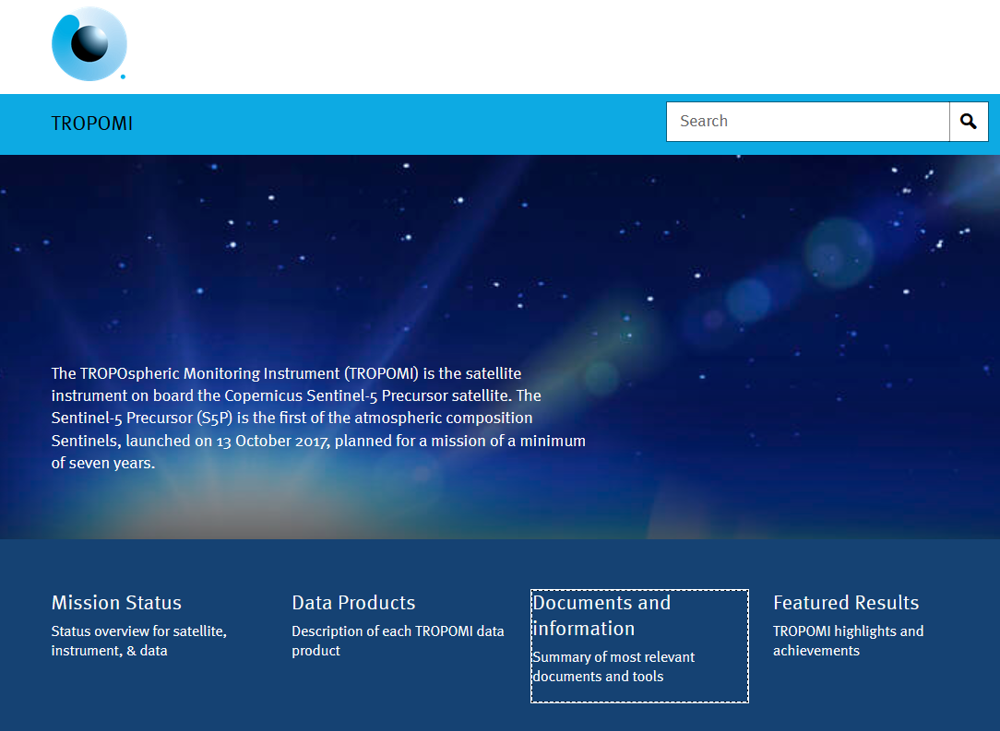 TROPOMI
Search
The TROPOspheric Monitoring Instrument (TROPOMI) is the satellite
instrument on board the Copernicus Sentinel-5 Precursor satellite. The
Sentinel-5 Precursor (S5P) is the first of the atmospheric composition
Sentinels, launched on 13 October 2017, planned for a mission of a minimum
of seven years.
Mission Status
Status overview for satellite,
instrument, & data
Data Products
Description of each TROPOMI data
product
Documents and
information
Summary of most relevant
documents and tools
Featured Results
TROPOMI highlights and
achievements